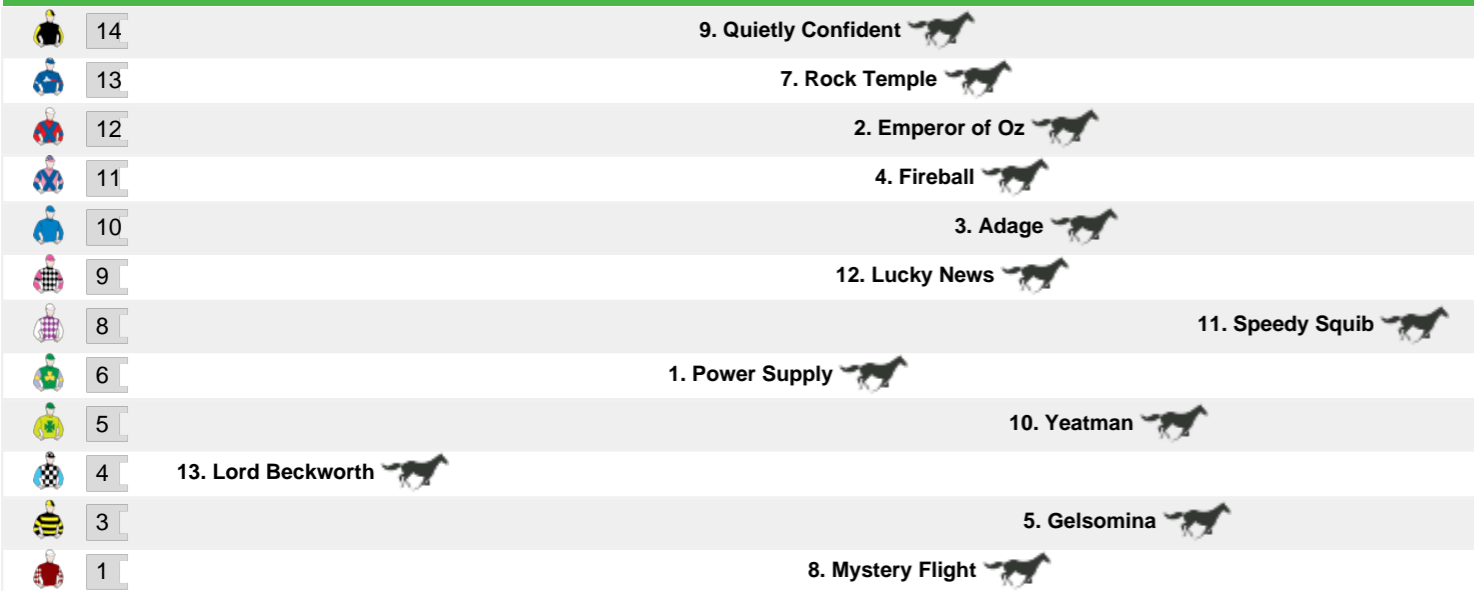 14 9. Quietly Confident
13 7. Rock Temple
12 2. Emperor of Oz
11 4. Fireball
10 3. Adage
9 12. Lucky News
8 11. Speedy Squib
6 1. Power Supply
5 10. Yeatman
4 13. Lord Beckworth
3 5. Gelsomina
1 8. Mystery Flight